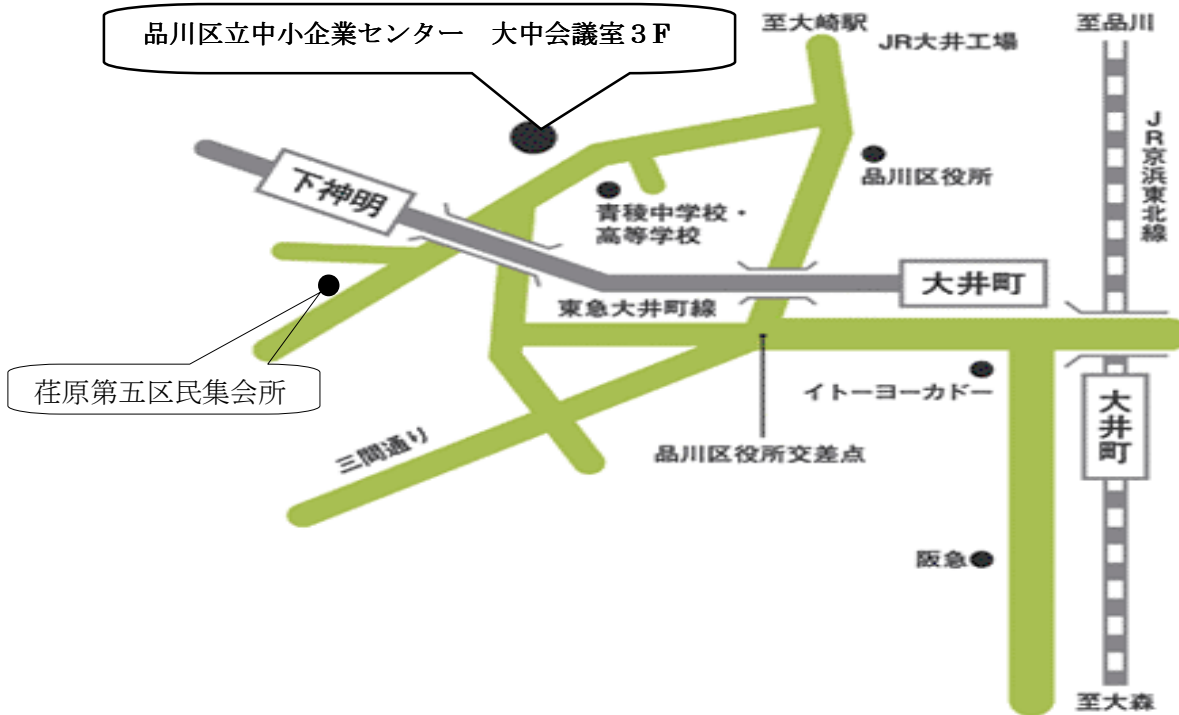 品川区立中小企業センター　大中会議室３F
至大崎駅
JR大井工場
至品川
JR京浜東北線
下神明
品川区役所
青稜中学校・
高等学校
大井町
東急大井町線
荏原第五区民集会所
イトーヨーカドー
大井町
三間通り
品川区役所交差点
阪急
至大森